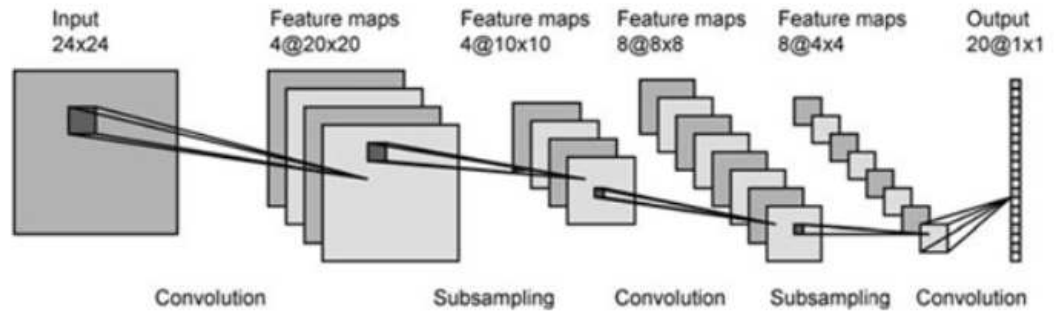 Input
24x24
Feature maps
4@20x20
Feature maps
4@10x10
Feature maps
8@8x8
Feature maps
8@4x4
Output
20@1x1
Convolution
Subsampling
Convolution
Subsampling
Convolution